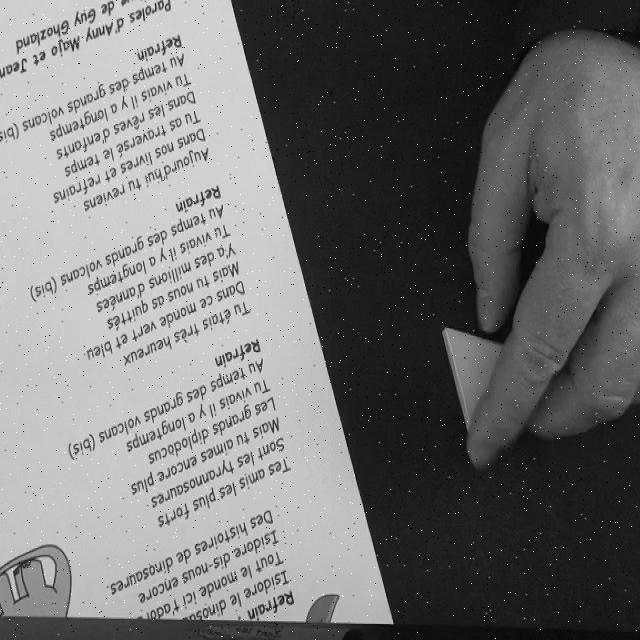 Refrain
Isidore le dinosau
Tout le monde ici t'ador
Isidore, dis-nous encore
Des histoires de dinosaures.
Tes amis les plus forts
Sont les tyrannosaures
Mais tu aimes encore plus
Les grands diplodocus
Tu vivais il y a longtemps
Au temps des grands volcans (bis)
Refrain
Tu étais très heureux
Dans ce monde vert et bleu
Mais tu nous as quittés
Y'a des millions d'années
Tu vivais il y a longtemps
Au temps des grands volcans (bis)
Refrain
Aujourd'hui tu reviens
Dans nos livres et refrains
Tu as traversé le temps
Dans les rêves d'enfants
Tu vivais il y a longtemps
Au temps des grands volcans (bis)
Refrain
Paroles d'Anny Majo et Jean
de Guy Ghozland